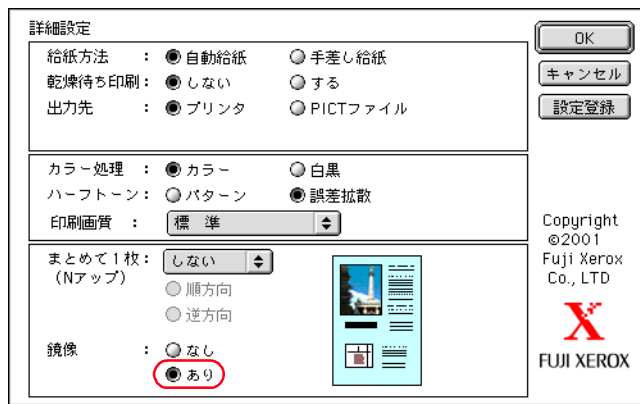 詳細設定
給紙方法 : 自動給紙 手差し給紙
乾燥待ち印刷 : しない する
出力先 : プリンタ PICTファイル
カラー処理 : カラー 白黒
ハーフトーン : パターン 誤差拡散
印刷画質 : 標 準
まとめて1枚 : しない
(Nアップ)
順方向
逆方向
鏡像 : なし
あり
OK
キャンセル
設定登録
Copyright
©2001
Fuji Xerox
Co., LTD
FUJI XEROX